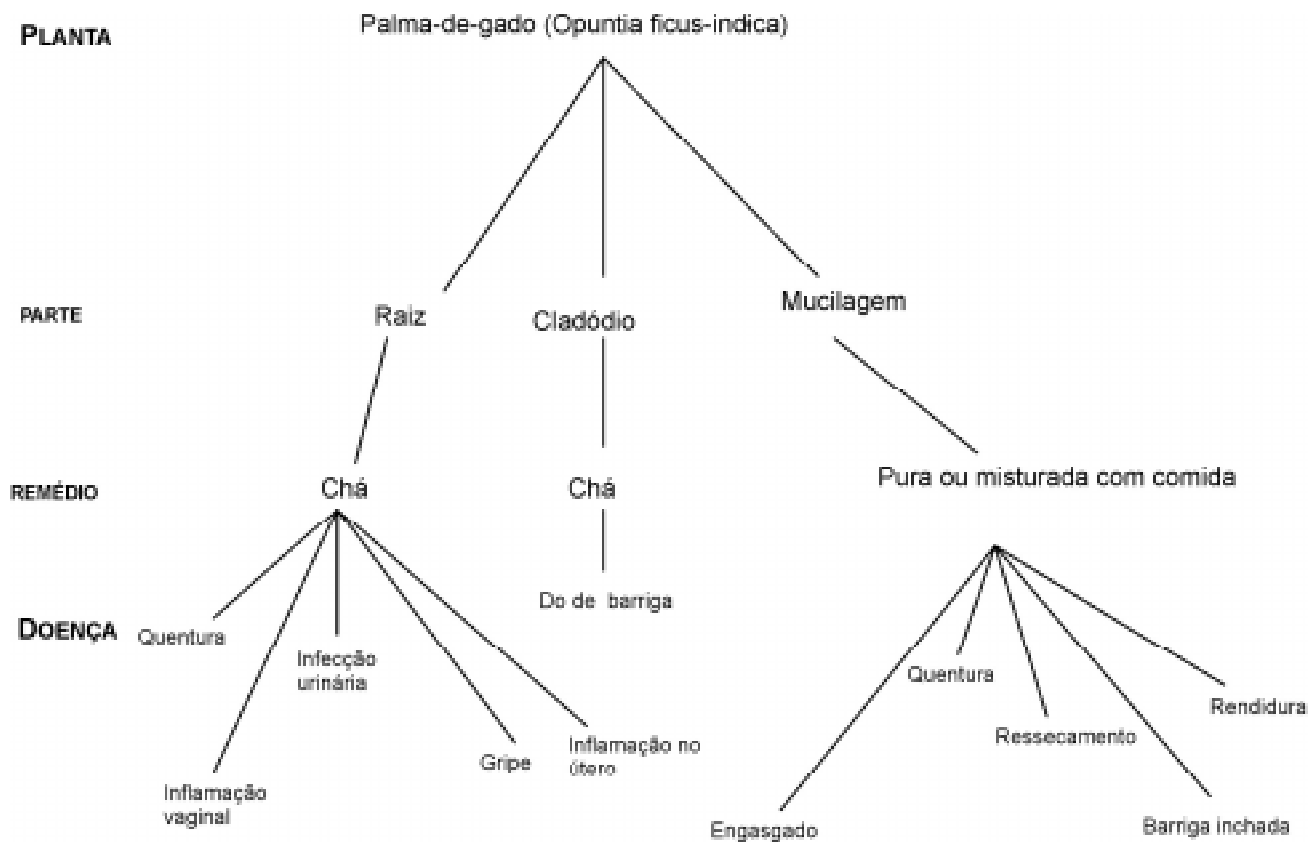 PLANTA
Palma-de-gado (Opuntia ficus-indica)
PARTE
Raiz
Cladódio
Mucilagem
REMÉDIO
Chá
Chá
Pura ou misturada com comida
DOENÇA
Quentura
Infecção
urinária
Inflamação
vaginal
Gripe
Inflamação no
útero
Do de barriga
Quentura
Ressecamento
Rendidura
Engasgado
Barriga inchada